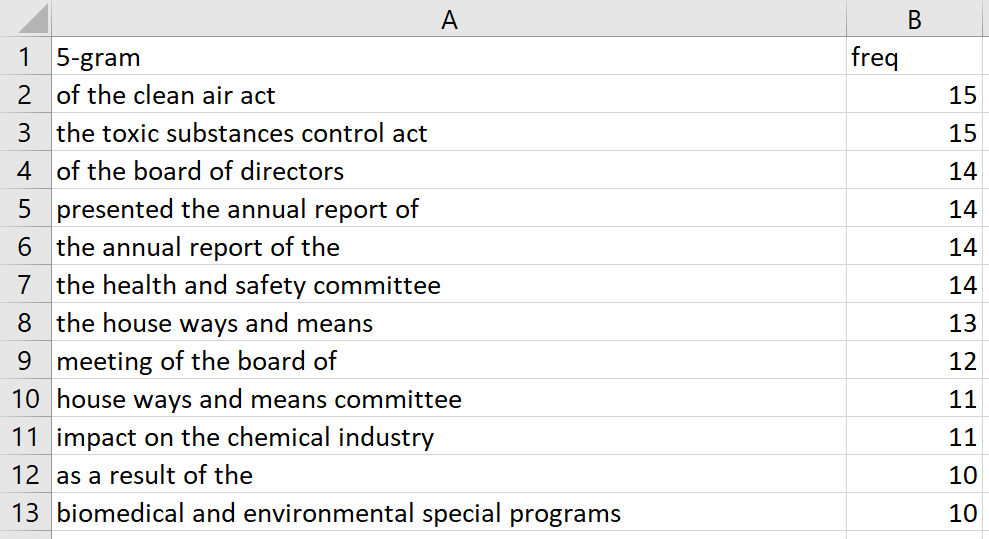 A B
1 5-gram freq
2 of the clean air act 15
3 the toxic substances control act 15
4 of the board of directors 14
5 presented the annual report of 14
6 the annual report of the 14
7 the health and safety committee 14
8 the house ways and means 13
9 meeting of the board of 12
10 house ways and means committee 11
11 impact on the chemical industry 11
12 as a result of the 10
13 biomedical and environmental special programs 10